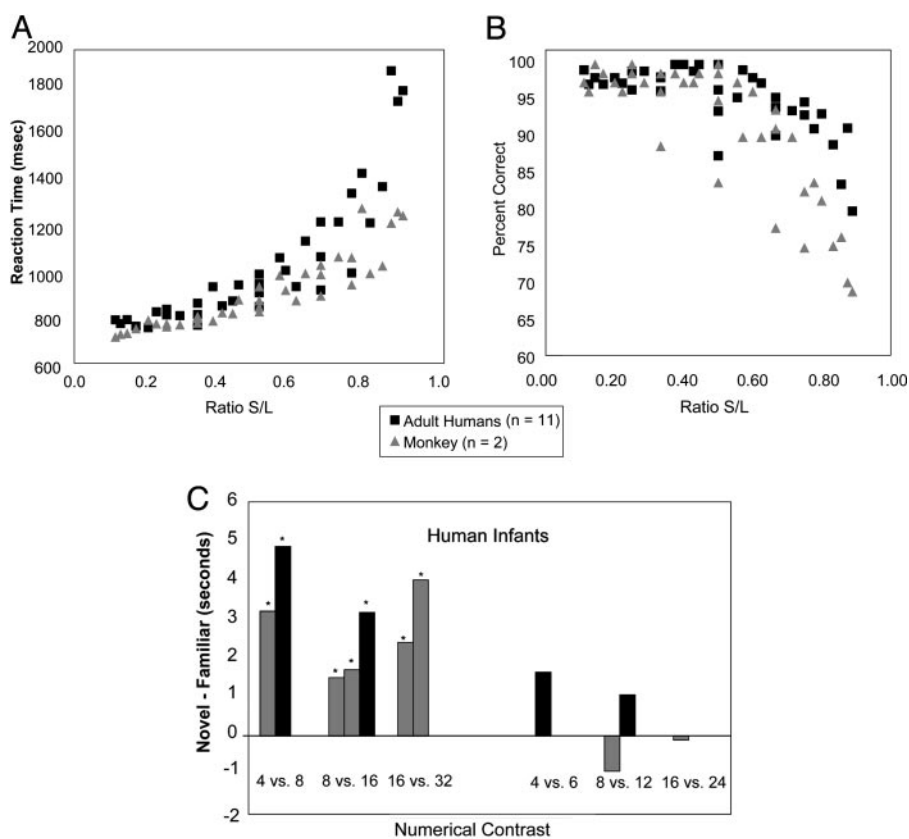 A
2000
1800
1600
1400
1200
1000
800
600
Reaction Time (msec)
0.0 0.2 0.4 0.6 0.8 1.0
Ratio S/L
B
100
95
90
85
80
75
70
65
60
Percent Correct
0.00 0.20 0.40 0.60 0.80 1.00
Ratio S/L
Adult Humans (n = 11)
Monkey (n = 2)
C
6
5
4
3
2
1
0
-1
-2
Novel - Familiar (seconds)
Human Infants
* * * * * * *
4 vs. 8 8 vs. 16 16 vs. 32 4 vs. 6 8 vs. 12 16 vs. 24
Numerical Contrast